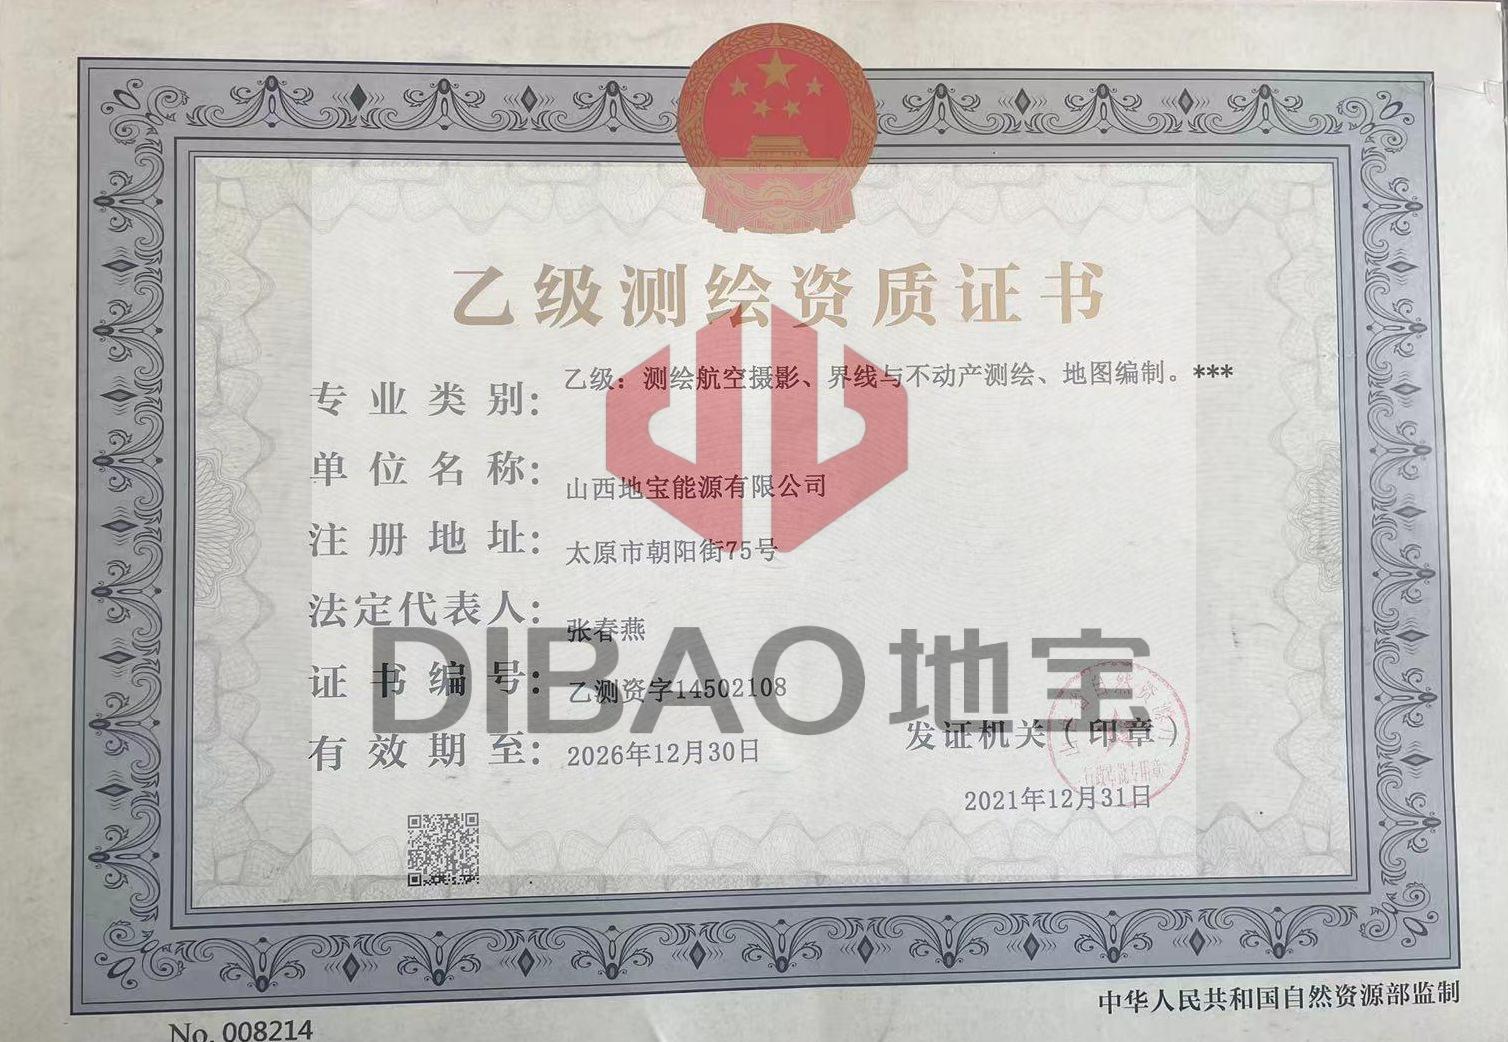 乙级测绘资质证书
专业类别：乙级：测绘航空摄影、界线与不动产测绘、地图编制。***
单位名称：山西地宝能源有限公司
注册地址：太原市朝阳街75号
法定代表人：张春燕
DIBAO地宝
证书编号：乙测资字14502108
有效期至：2026年12月30日
发证机关（印章）
2021年12月31日
中华人民共和国自然资源部监制
No. 008214